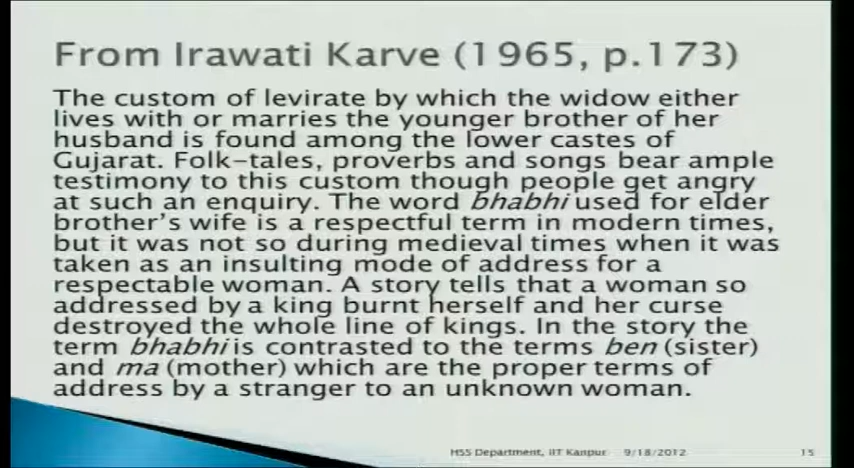 From Irawati Karve (1965, p.173)
The custom of levirate by which the widow either
lives with or marries the younger brother of her
husband is found among the lower castes of
Gujarat. Folk-tales, proverbs and songs bear ample
testimony to this custom though people get angry
at such an enquiry. The word bhabhi used for elder
brother's wife is a respectful term in modern times,
but it was not so during medieval times when it was
taken as an insulting mode of address for a
respectable woman. A story tells that a woman so
addressed by a king burnt herself and her curse
destroyed the whole line of kings. In the story the
term bhabhi is contrasted to the terms ben (sister)
and ma (mother) which are the proper terms of
address by a stranger to an unknown woman.
HSS Department, IIT Kanpur 9/18/2012 15